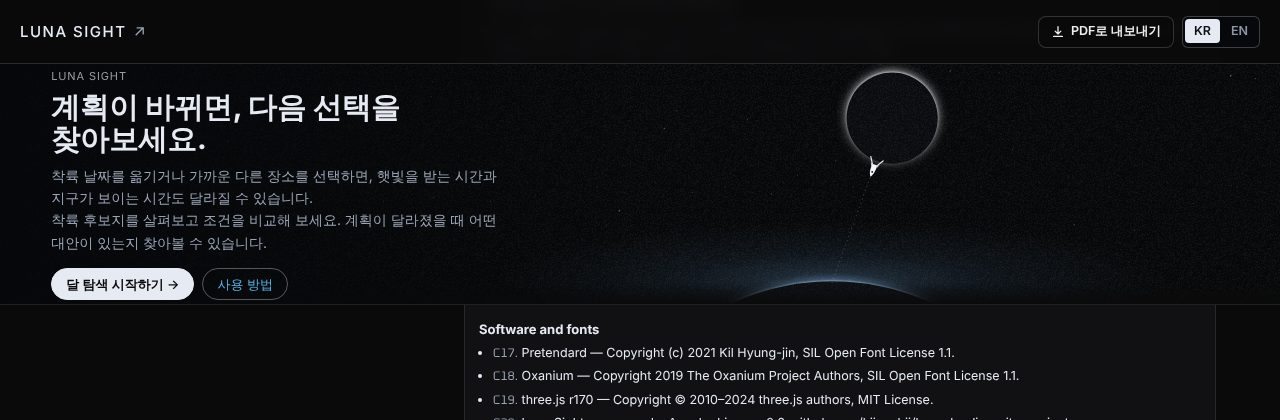 LUNA SIGHT ↗
PDF로 내보내기
KR EN
LUNA SIGHT
계획이 바뀌면, 다음 선택을
찾아보세요.
착륙 날짜를 옮기거나 가까운 다른 장소를 선택하면, 햇빛을 받는 시간과
지구가 보이는 시간도 달라질 수 있습니다.
착륙 후보지를 살펴보고 조건을 비교해 보세요. 계획이 달라졌을 때 어떤
대안이 있는지 찾아볼 수 있습니다.
달 탐색 시작하기 →
사용 방법
Software and fonts
C17. Pretendard — Copyright (c) 2021 Kil Hyung-jin, SIL Open Font License 1.1.
C18. Oxanium — Copyright 2019 The Oxanium Project Authors, SIL Open Font License 1.1.
C19. three.js r170 — Copyright © 2010–2024 three.js authors, MIT License.